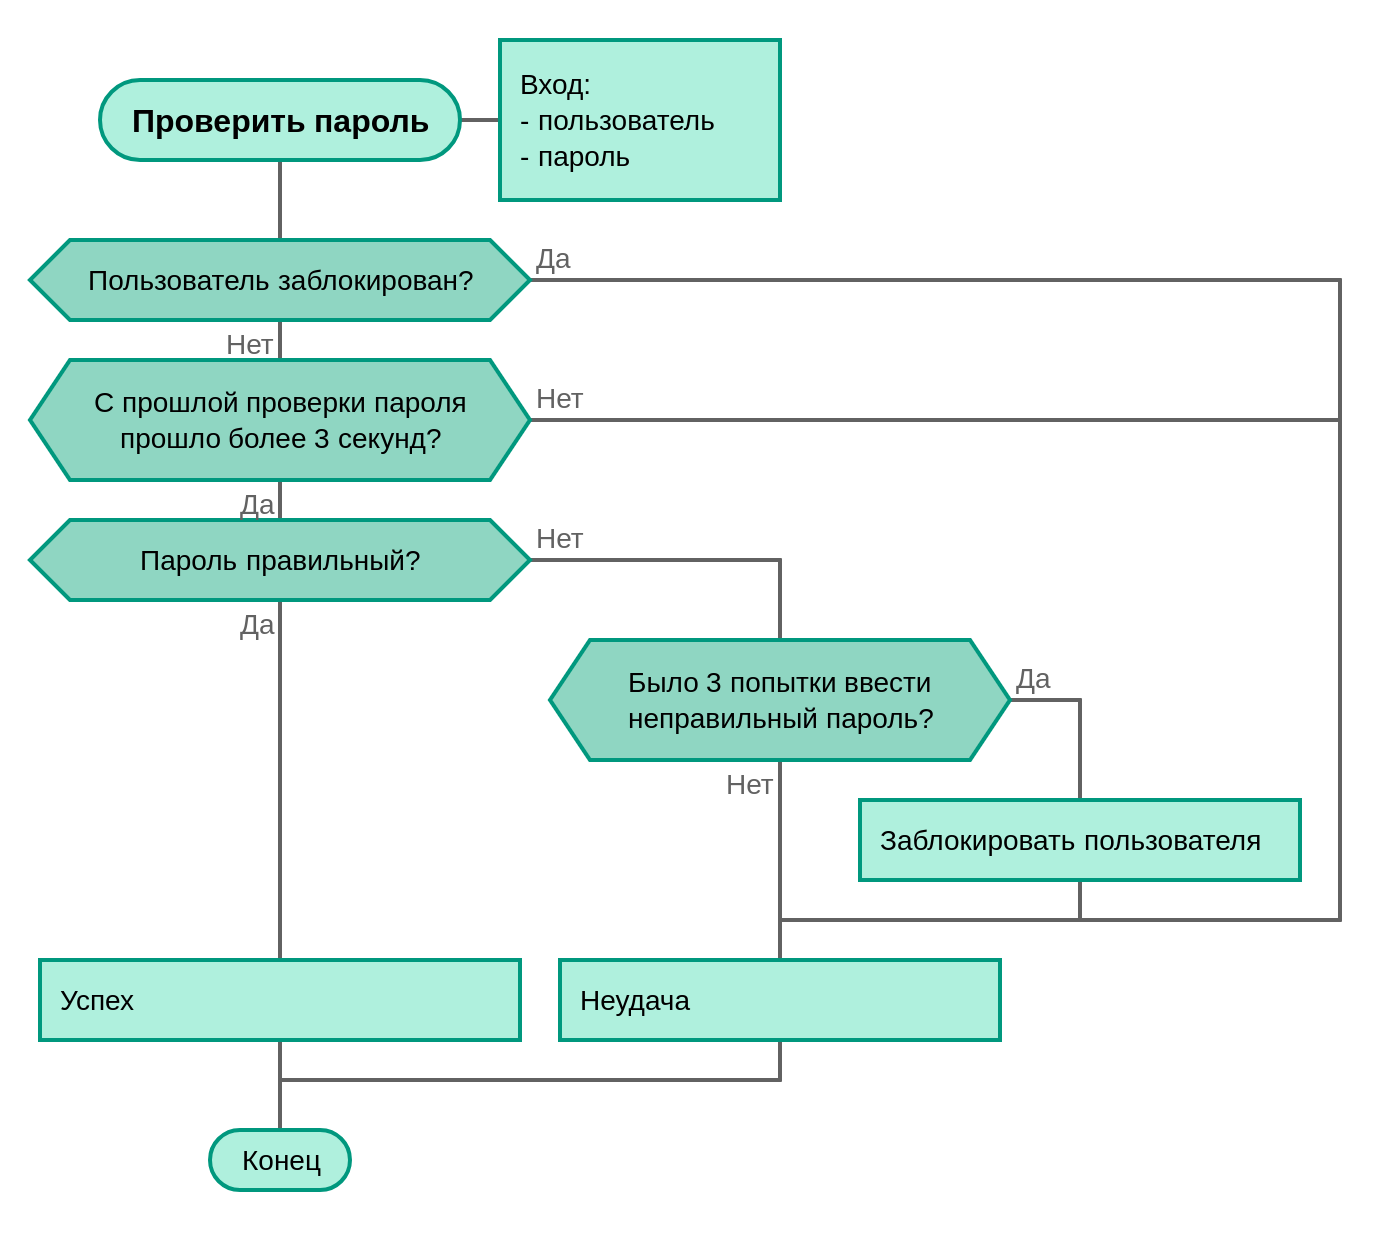 Проверить пароль
Вход:
- пользователь
- пароль
Пользователь заблокирован?
Да
Нет
С прошлой проверки пароля
прошло более 3 секунд?
Нет
Да
Пароль правильный?
Нет
Да
Было 3 попытки ввести
неправильный пароль?
Да
Нет
Заблокировать пользователя
Успех
Неудача
Конец